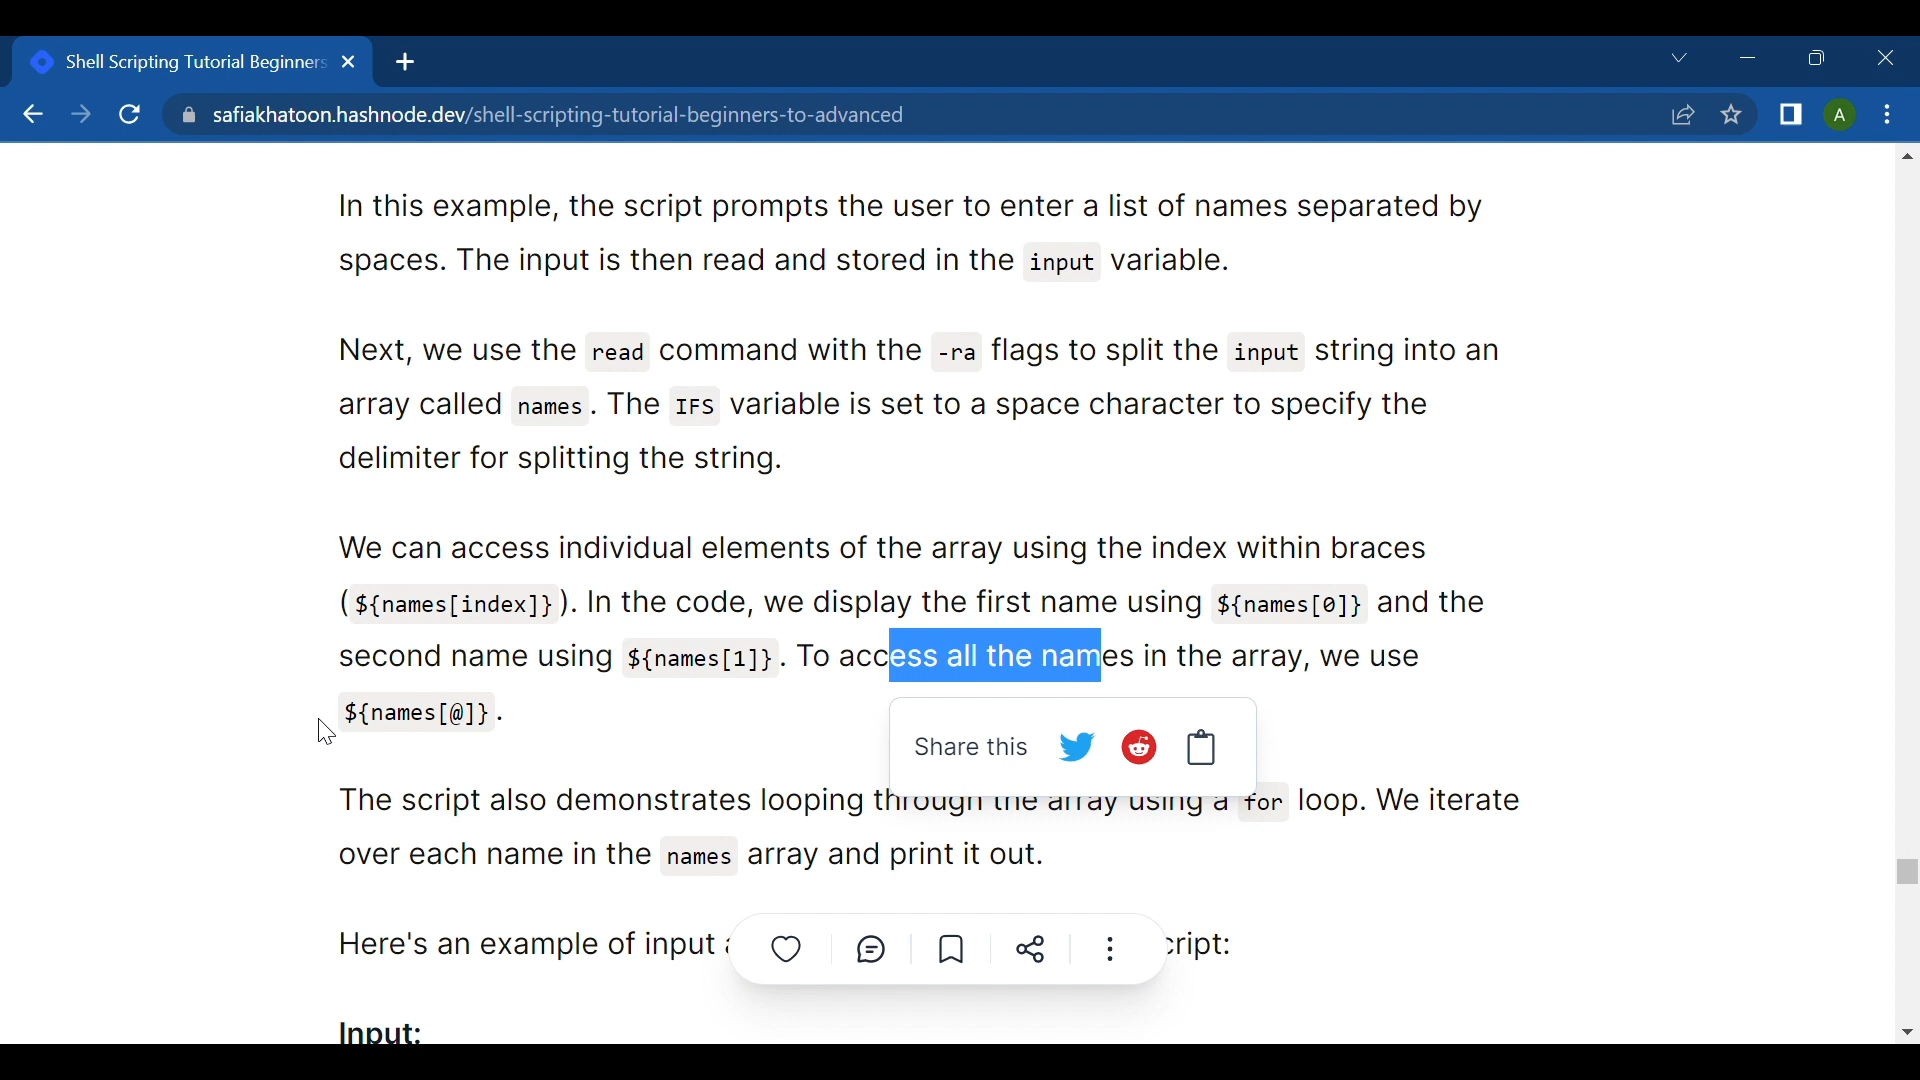 Shell Scripting Tutorial Beginners
safiakhatoon.hashnode.dev/shell-scripting-tutorial-beginners-to-advanced
A
In this example, the script prompts the user to enter a list of names separated by
spaces. The input is then read and stored in the input variable.
Next, we use the read command with the -ra flags to split the input string into an
array called names. The IFS variable is set to a space character to specify the
delimiter for splitting the string.
We can access individual elements of the array using the index within braces
(${names[index]}). In the code, we display the first name using ${names[0]} and the
second name using ${names[1]}. To access all the names in the array, we use
${names[@]}.
Share this
The script also demonstrates looping through the array using a for loop. We iterate
over each name in the names array and print it out.
Here's an example of input cript:
Input: